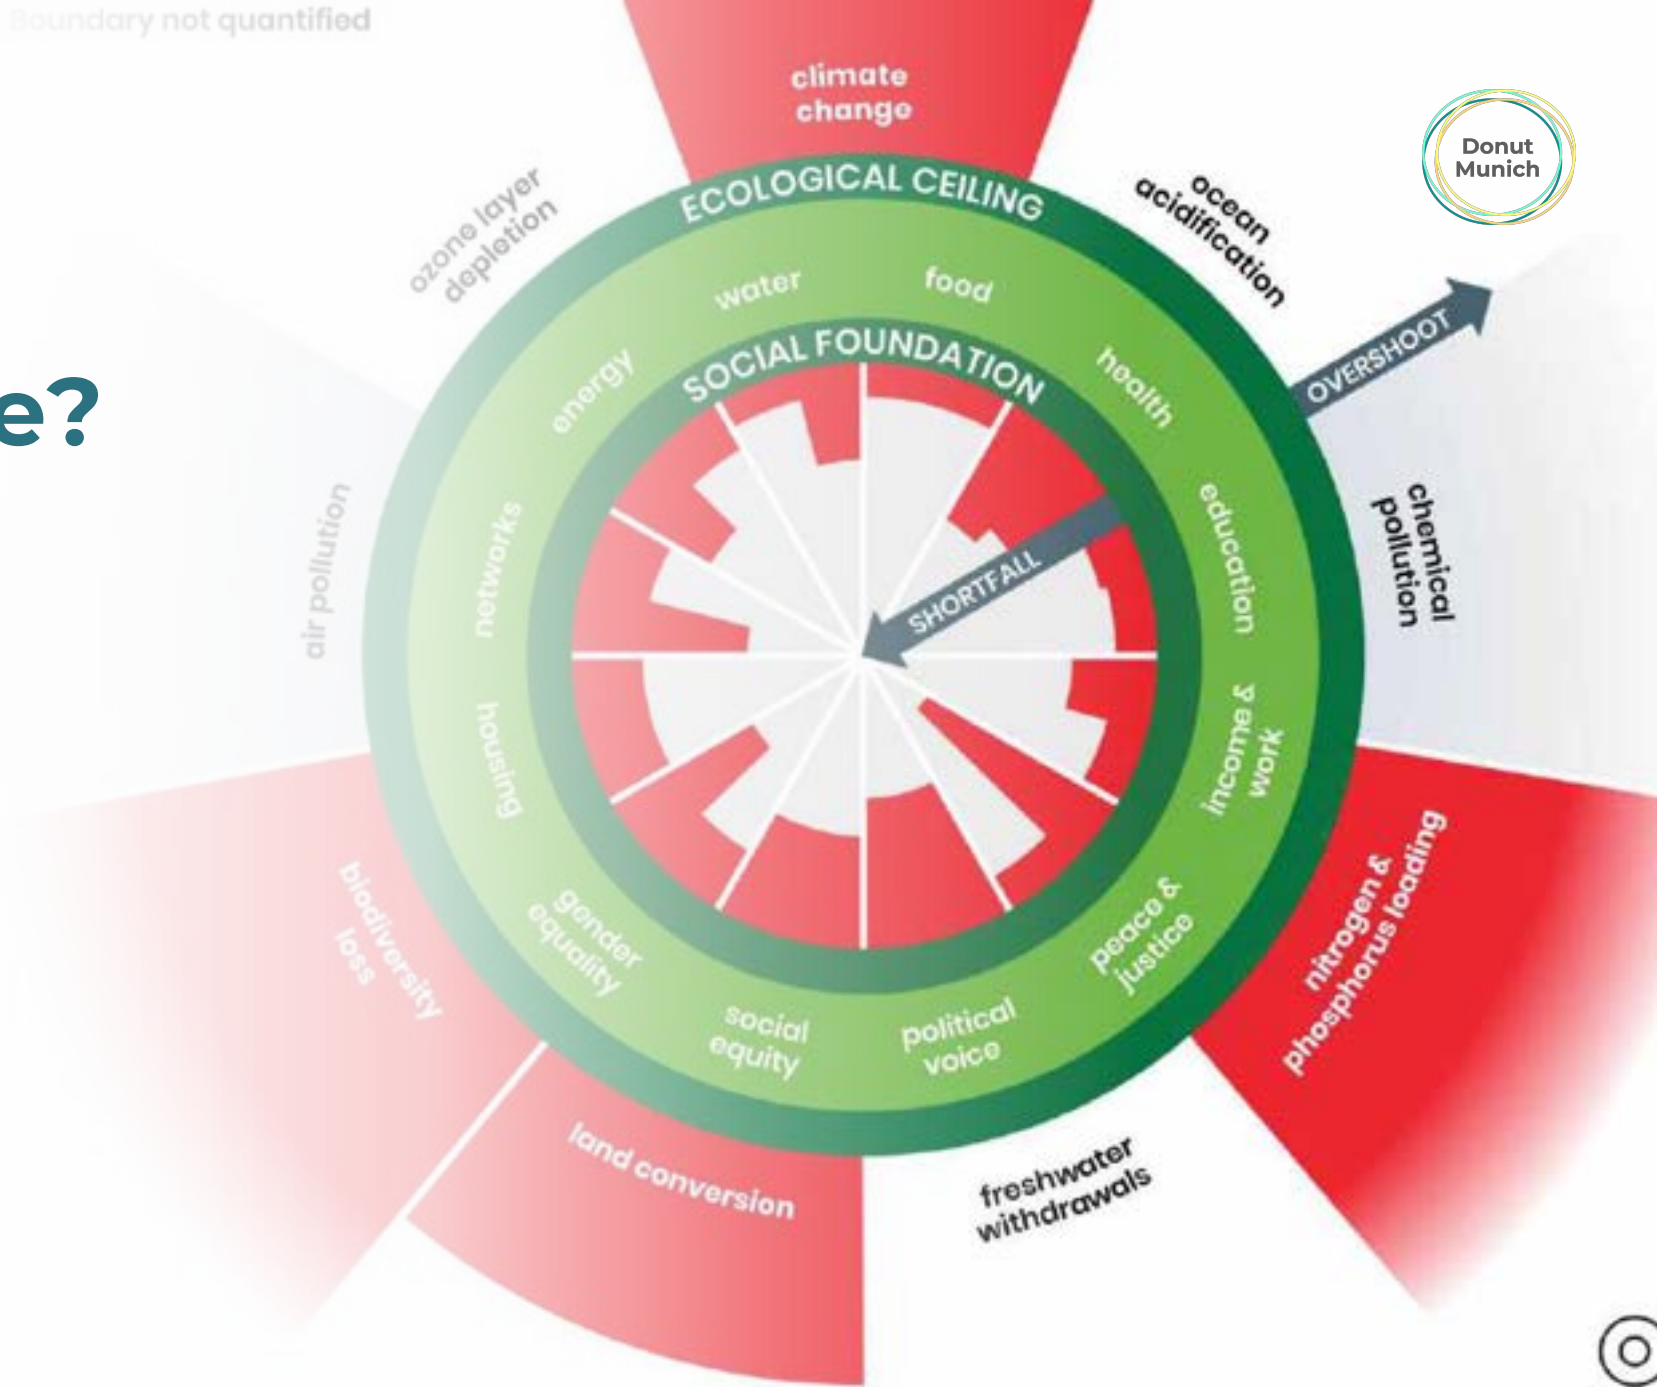 Boundary not quantified
climate
change
Donut
Munich
ozone layer
depletion
ocean
acidification
ECOLOGICAL CEILING
water
food
OVERSHOOT
SOCIAL FOUNDATION
energy
health
e?
air pollution
networks
education
chemical
pollution
SHORTFALL
housing
income &
work
nitrogen &
phosphorus loading
biodiversity
loss
gender
equality
peace &
justice
social
equity
political
voice
land conversion
freshwater
withdrawals